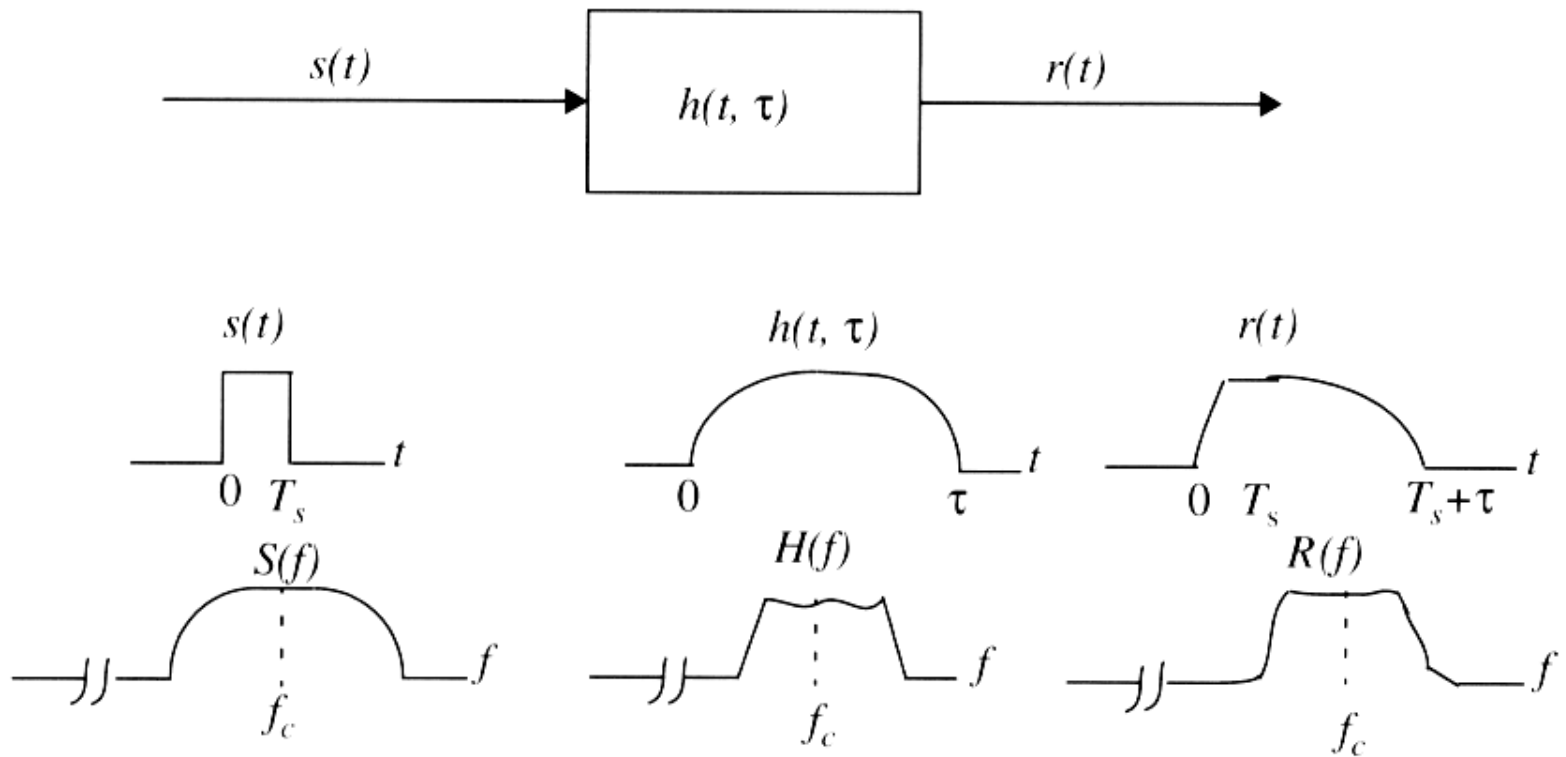 s(t) h(t, τ) r(t)
s(t) h(t, τ) r(t)
t t t
0 T_s 0 τ 0 T_s T_s+τ
S(f) H(f) R(f)
f f f
f_c f_c f_c